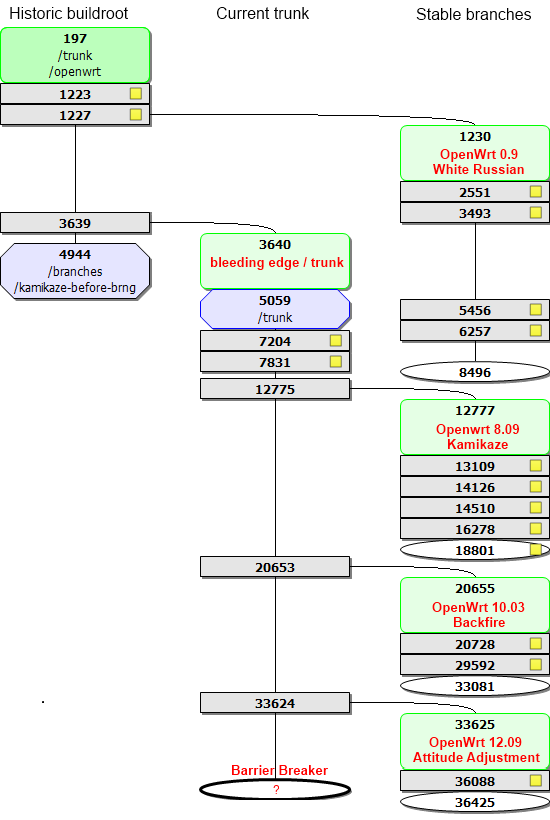 Historic buildroot
Current trunk
Stable branches
197
/trunk
/openwrt
1223
1227
1230
OpenWrt 0.9
White Russian
2551
3493
3639
3640
bleeding edge / trunk
4944
/branches
/kamikaze-before-brng
5059
/trunk
5456
6257
7204
7831
8496
12775
12777
Openwrt 8.09
Kamikaze
13109
14126
14510
16278
18801
20653
20655
OpenWrt 10.03
Backfire
20728
29592
33081
33624
33625
OpenWrt 12.09
Attitude Adjustment
Barrier Breaker
?
36088
36425